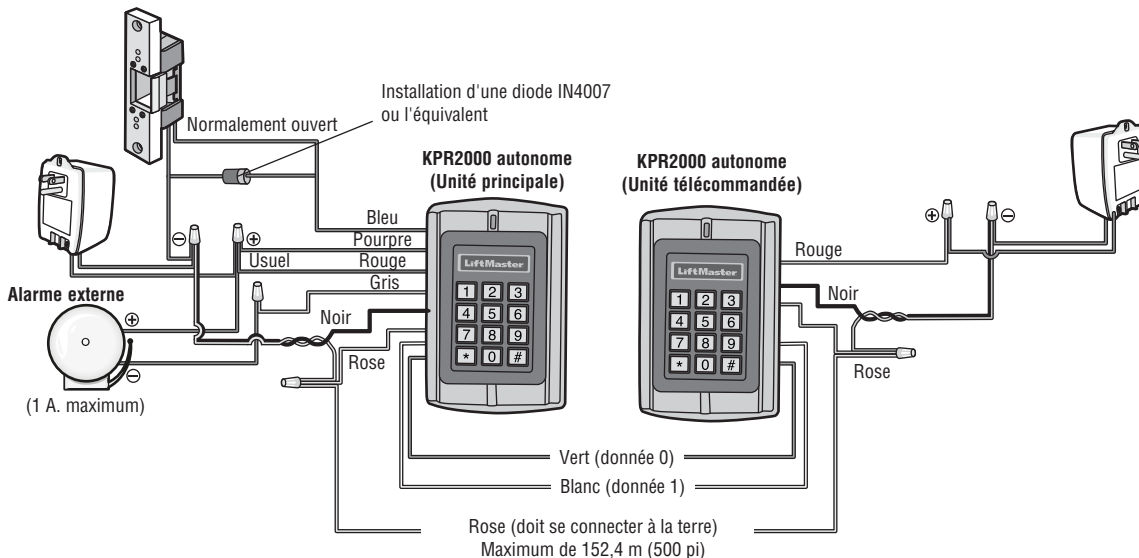 Installation d'une diode IN4007
ou l'équivalent
Normalement ouvert
KPR2000 autonome
(Unité principale)
KPR2000 autonome
(Unité télécommandée)
Bleu
Pourpre
Usuel
Rouge
Gris
Noir
Rose
Alarme externe
(1 A. maximum)
LiftMaster
1 2 3
4 5 6
7 8 9
* 0 #
LiftMaster
1 2 3
4 5 6
7 8 9
* 0 #
Rouge
Noir
Rose
Vert (donnée 0)
Blanc (donnée 1)
Rose (doit se connecter à la terre)
Maximum de 152,4 m (500 pi)